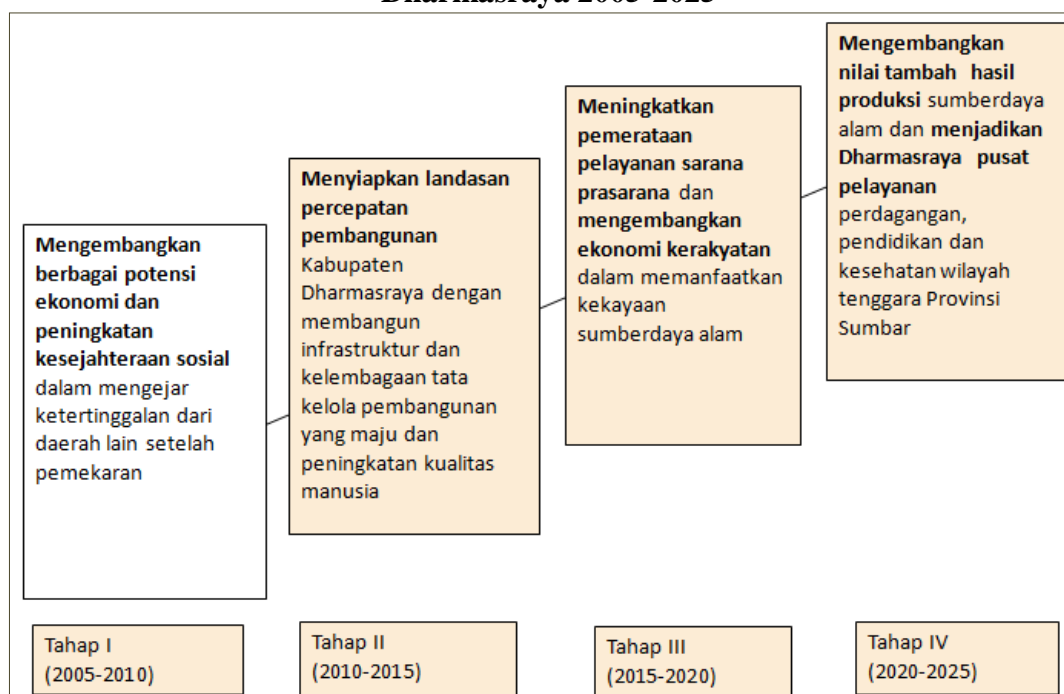 Dharmasraya 2005-2025
Mengembangkan
berbagai potensi
ekonomi dan
peningkatan
kesejahteraan sosial
dalam mengejar
ketertinggalan dari
daerah lain setelah
pemekaran
Menyiapkan landasan
percepatan
pembangunan
Kabupaten
Dharmasraya dengan
membangun
infrastruktur dan
kelembagaan tata
kelola pembangunan
yang maju dan
peningkatan kualitas
manusia
Meningkatkan
pemerataan
pelayanan sarana
prasarana dan
mengembangkan
ekonomi kerakyatan
dalam memanfaatkan
kekayaan
sumberdaya alam
Mengembangkan
nilai tambah hasil
produksi sumberdaya
alam dan menjadikan
Dharmasraya pusat
pelayanan
perdagangan,
pendidikan dan
kesehatan wilayah
tenggara Provinsi
Sumbar
Tahap I
(2005-2010)
Tahap II
(2010-2015)
Tahap III
(2015-2020)
Tahap IV
(2020-2025)